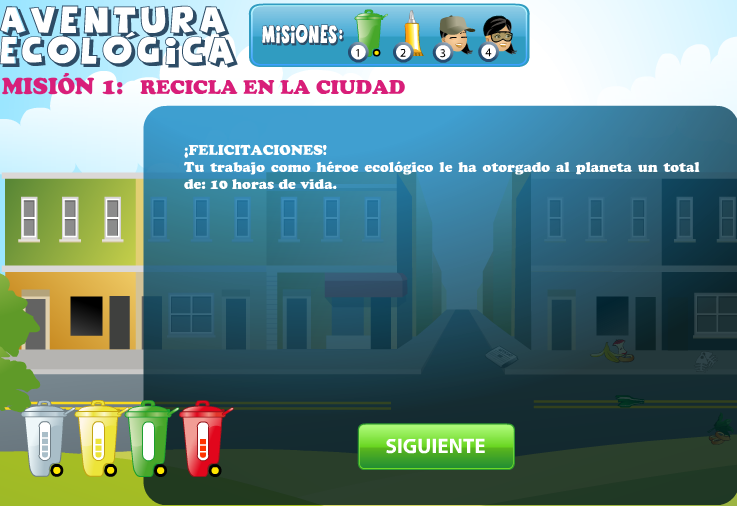 AVENTURA
ECOLÓGICA
MISIONES: 1 2 3 4
MISIÓN 1: RECICLA EN LA CIUDAD
¡FELICITACIONES!
Tu trabajo como héroe ecológico le ha otorgado al planeta un total
de: 10 horas de vida.
SIGUIENTE